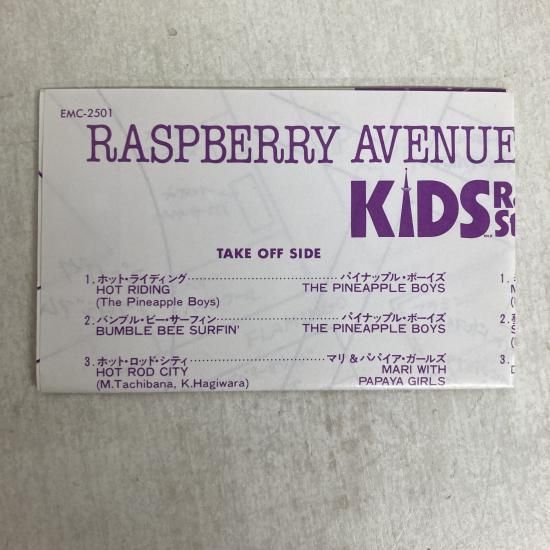 EMC-2501
RASPBERRY AVENUE
KIDS
TAKE OFF SIDE
1. ホット・ライディング……………………パイナップル・ボーイズ
HOT RIDING THE PINEAPPLE BOYS
(The Pineapple Boys)
2. バンブル・ビー・サーフィン……………パイナップル・ボーイズ
BUMBLE BEE SURFIN' THE PINEAPPLE BOYS
3. ホット・ロッド・シティ…………………マリ & パパイア・ガールズ
HOT ROD CITY MARI WITH
(M.Tachibana, K.Hagiwara) PAPAYA GIRLS
1.
2.
3.